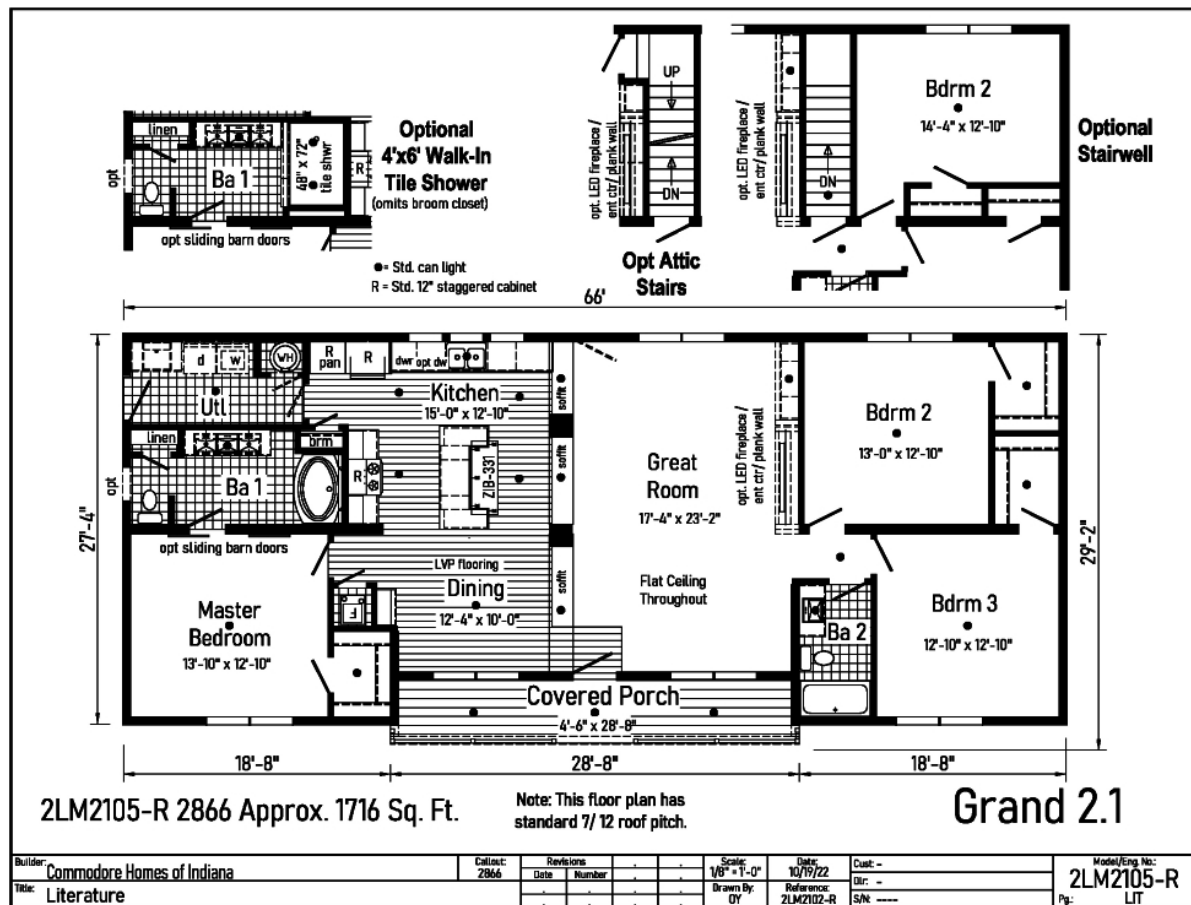 linen
opt
Ba 1
48" x 72"
tile shwr
R
opt sliding barn doors
Optional
4'x6' Walk-In
Tile Shower
(omits broom closet)
●= Std. can light
R = Std. 12" staggered cabinet
UP
DN
opt. LED fireplace /
ent ctr/ plank wall
Opt Attic
Stairs
opt. LED fireplace /
ent ctr/ plank wall
DN
Bdrm 2
14'-4" x 12'-10"
Optional
Stairwell
66'
27'-4"
29'-2"
d
w
WH
Utl
R
pan
R
dwr
opt dw
Kitchen
15'-0" x 12'-10"
soffit
soffit
soffit
linen
opt
Ba 1
brm
R
ZIB-331
opt sliding barn doors
Great
Room
17'-4" x 23'-2"
Flat Ceiling
Throughout
opt. LED fireplace /
ent ctr/ plank wall
Bdrm 2
13'-0" x 12'-10"
LVP flooring
Dining
12'-4" x 10'-0"
F
Master
Bedroom
13'-10" x 12'-10"
Ba 2
Bdrm 3
12'-10" x 12'-10"
Covered Porch
4'-6" x 28'-8"
18'-8"
28'-8"
18'-8"
2LM2105-R 2866 Approx. 1716 Sq. Ft.
Note: This floor plan has
standard 7/12 roof pitch.
Grand 2.1
Builder: Commodore Homes of Indiana
Title: Literature
Callout:
2866
Revisions
Date Number
Scale:
1/8" = 1'-0"
Drawn By:
DY
Date:
10/19/22
Reference:
2LM2102-R
Cust: -
Dlr: -
S/N: ----
Model/Eng. No.:
2LM2105-R
Pg.: LIT